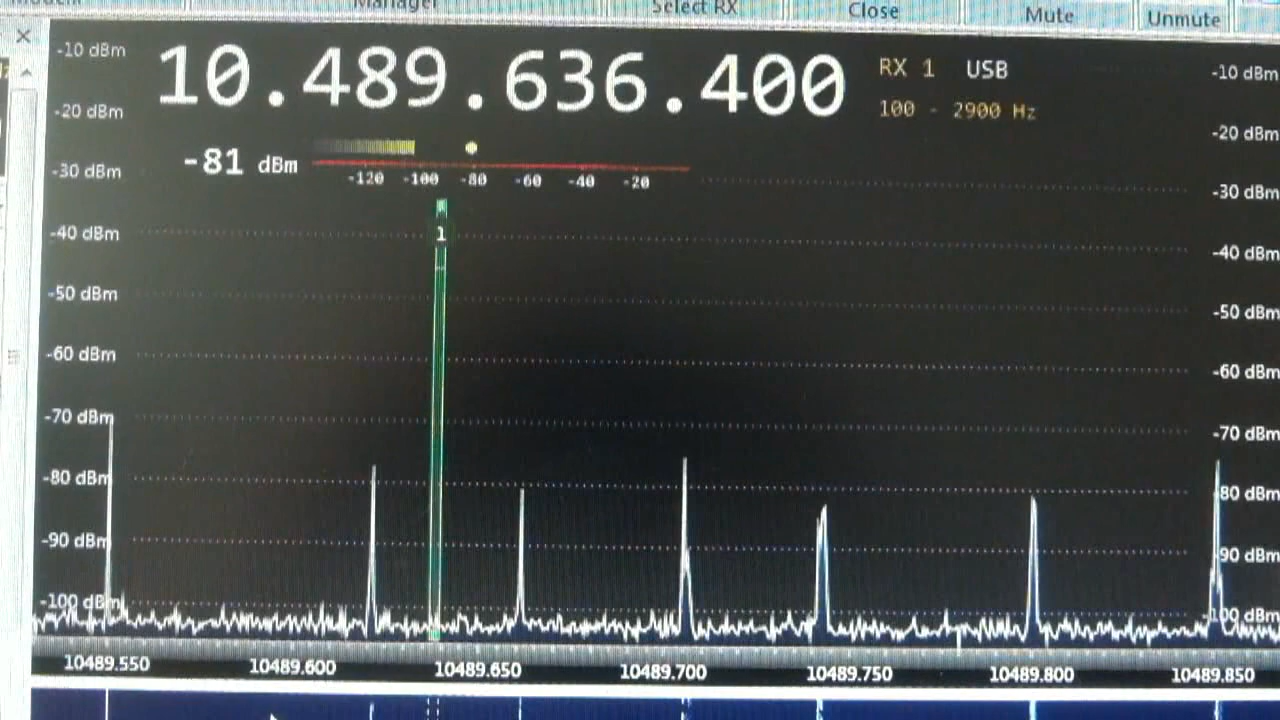 Manager Select RX Close Mute Unmute
-10 dBm 10.489.636.400 RX 1 USB -10 dBm
100 - 2900 Hz
-20 dBm -20 dBm
-81 dBm
-30 dBm -120 -100 -80 -60 -40 -20 -30 dBm
-40 dBm 1 -40 dBm
-50 dBm -50 dBm
-60 dBm -60 dBm
-70 dBm -70 dBm
-80 dBm 80 dBm
-90 dBm 90 dBm
-100 dBm 100 dBm
10489.550 10489.600 10489.650 10489.700 10489.750 10489.800 10489.850